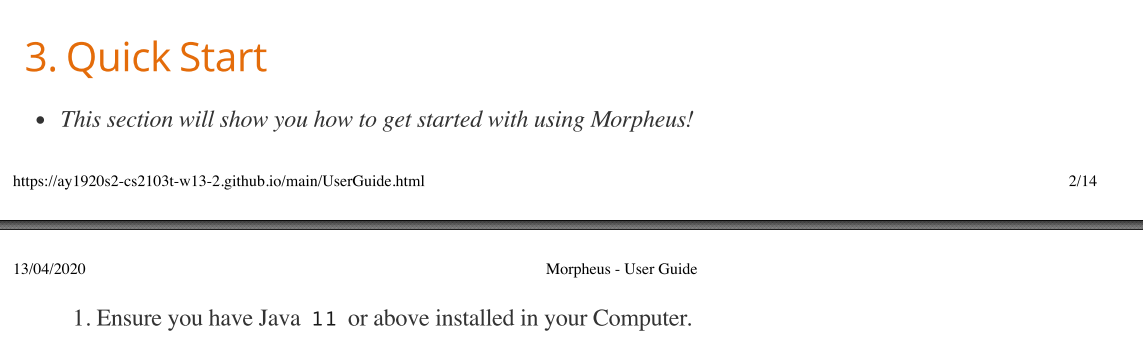 3. Quick Start
• This section will show you how to get started with using Morpheus!
https://ay1920s2-cs2103t-w13-2.github.io/main/UserGuide.html 2/14
13/04/2020 Morpheus - User Guide
1. Ensure you have Java 11 or above installed in your Computer.